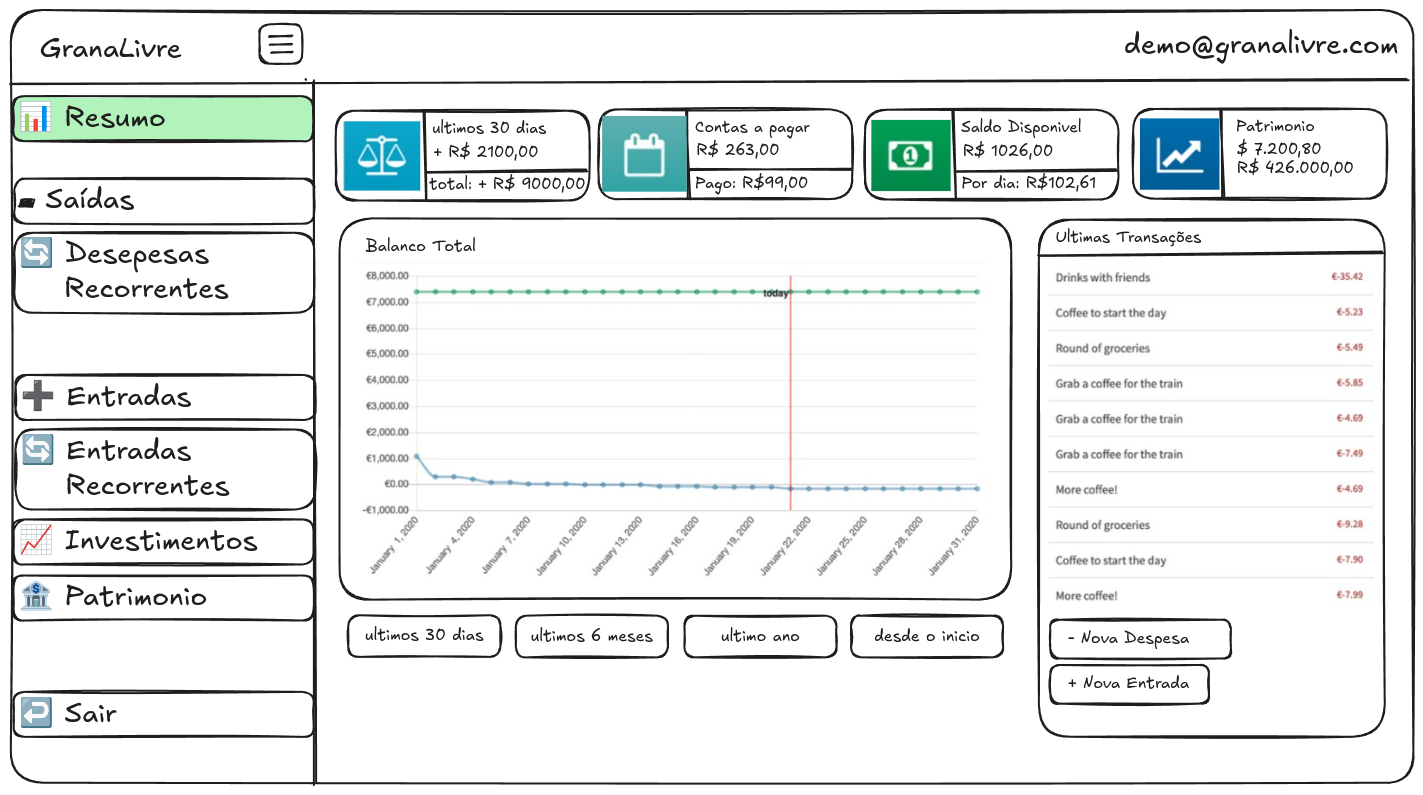 GranaLivre
demo@granalivre.com
Resumo
Saídas
Desepesas
Recorrentes
Entradas
Entradas
Recorrentes
Investimentos
Patrimonio
Sair
ultimos 30 dias
+ R$ 2100,00
total: + R$ 9000,00
Contas a pagar
R$ 263,00
Pago: R$99,00
1
Saldo Disponivel
R$ 1026,00
Por dia: R$102,61
Patrimonio
$ 7.200,80
R$ 426.000,00
Balanco Total
€8,000.00
€7,000.00
€6,000.00
€5,000.00
€4,000.00
€3,000.00
€2,000.00
€1,000.00
€0.00
-€1,000.00
today
January 1, 2020
January 4, 2020
January 7, 2020
January 10, 2020
January 13, 2020
January 16, 2020
January 19, 2020
January 22, 2020
January 25, 2020
January 28, 2020
January 31, 2020
ultimos 30 dias
ultimos 6 meses
ultimo ano
desde o inicio
Ultimas Transações
Drinks with friends €-35.42
Coffee to start the day €-5.23
Round of groceries €-5.49
Grab a coffee for the train €-5.85
Grab a coffee for the train €-4.69
Grab a coffee for the train €-7.49
More coffee! €-4.69
Round of groceries €-9.28
Coffee to start the day €-7.90
More coffee! €-7.99
- Nova Despesa
+ Nova Entrada